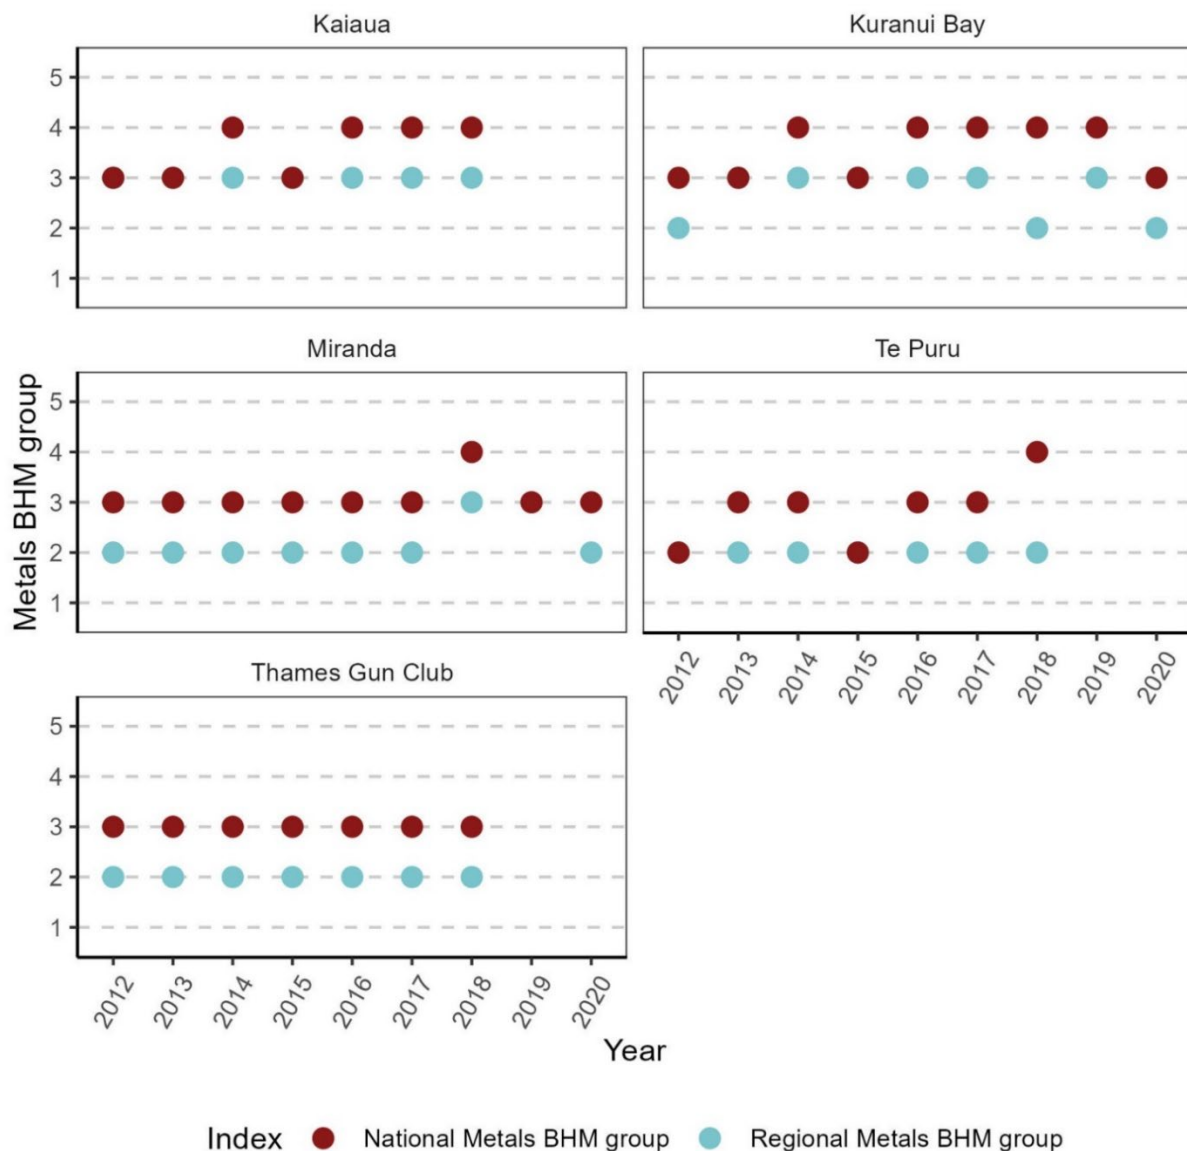 Kaiaua
Kuranui Bay
5
4
3
2
1
Miranda
Te Puru
Metals BHM group
5
4
3
2
1
2012 2013 2014 2015 2016 2017 2018 2019 2020
Thames Gun Club
5
4
3
2
1
2012 2013 2014 2015 2016 2017 2018 2019 2020
Year
Index National Metals BHM group Regional Metals BHM group